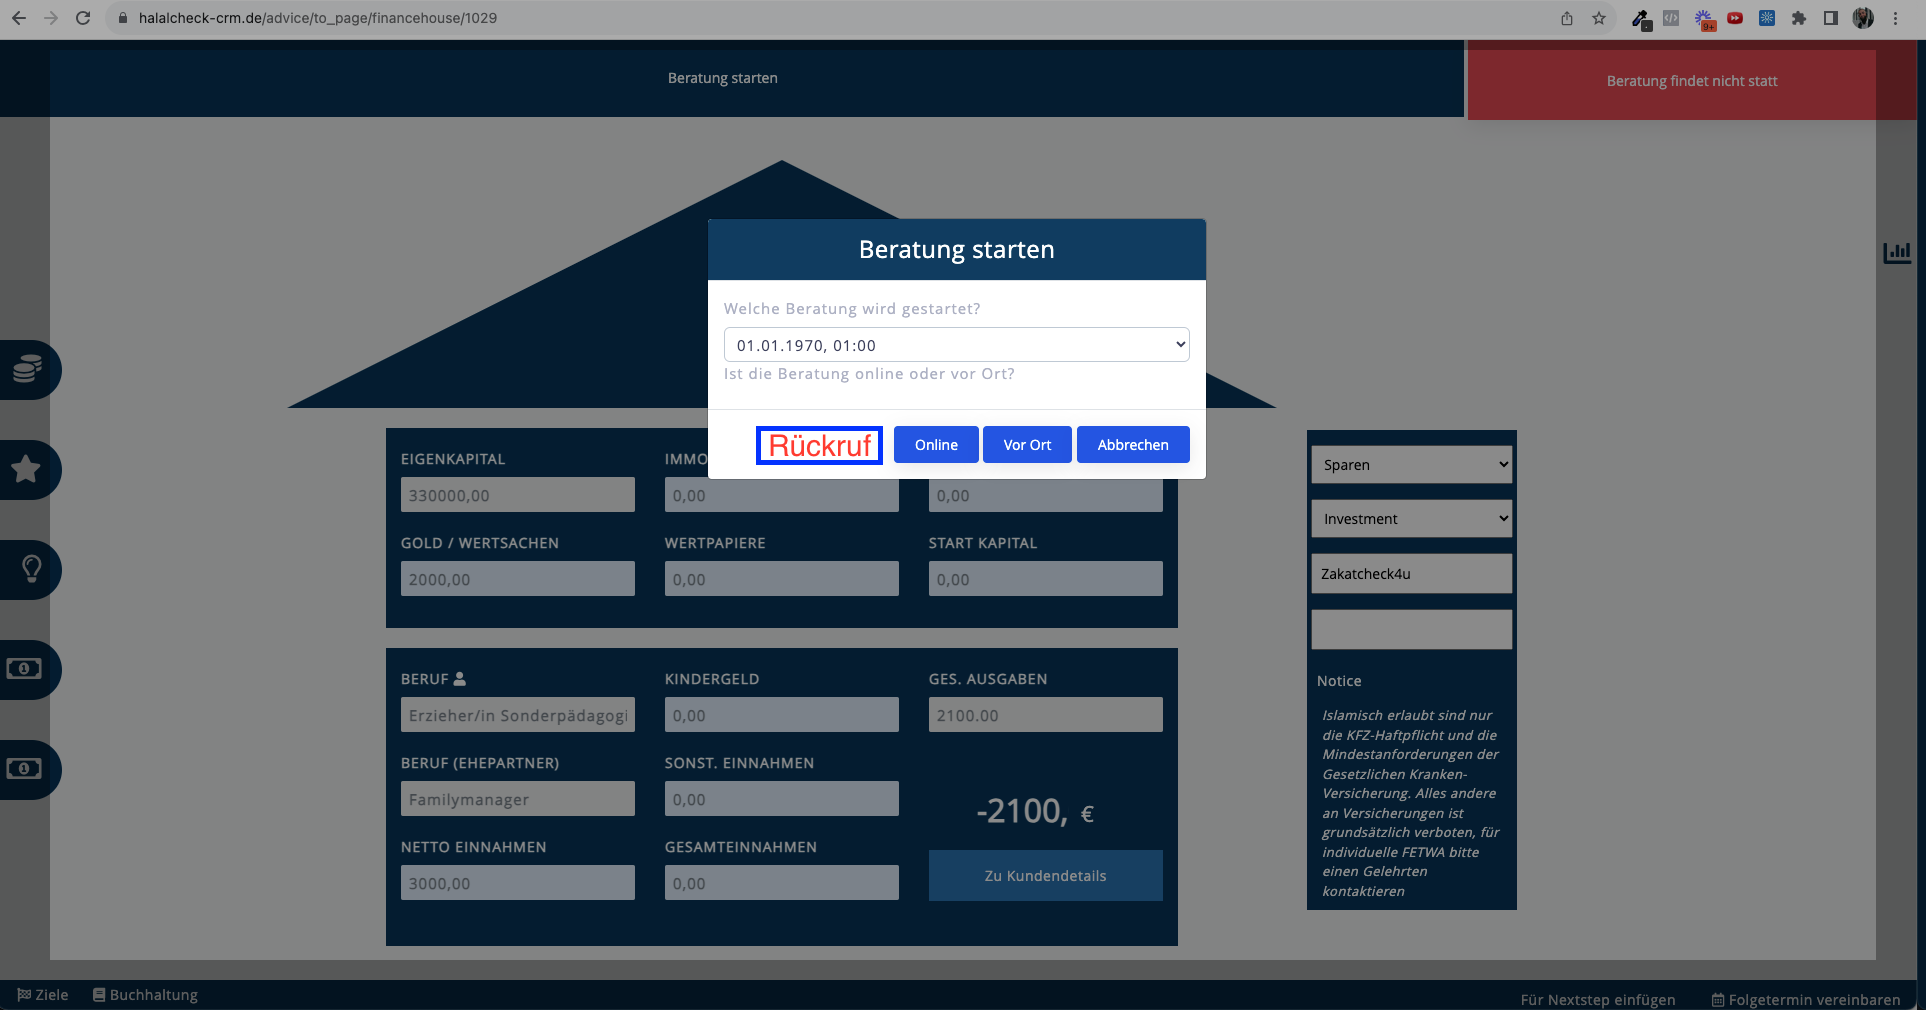 halalcheck-crm.de/advice/to_page/financehouse/1029
9+
Beratung starten
Beratung findet nicht statt
Beratung starten
Welche Beratung wird gestartet?
01.01.1970, 01:00
Ist die Beratung online oder vor Ort?
Rückruf
Online
Vor Ort
Abbrechen
EIGENKAPITAL
IMMO
330000,00
0,00
0,00
GOLD / WERTSACHEN
WERTPAPIERE
START KAPITAL
2000,00
0,00
0,00
BERUF
KINDERGELD
GES. AUSGABEN
Erzieher/in Sonderpädagogi
0,00
2100.00
BERUF (EHEPARTNER)
SONST. EINNAHMEN
Familymanager
0,00
-2100, €
NETTO EINNAHMEN
GESAMTEINNAHMEN
3000,00
0,00
Zu Kundendetails
Sparen
Investment
Zakatcheck4u
Notice
Islamisch erlaubt sind nur
die KFZ-Haftpflicht und die
Mindestanforderungen der
Gesetzlichen Kranken-
Versicherung. Alles andere
an Versicherungen ist
grundsätzlich verboten, für
individuelle FETWA bitte
einen Gelehrten
kontaktieren
Ziele
Buchhaltung
Für Nextstep einfügen
Folgetermin vereinbaren